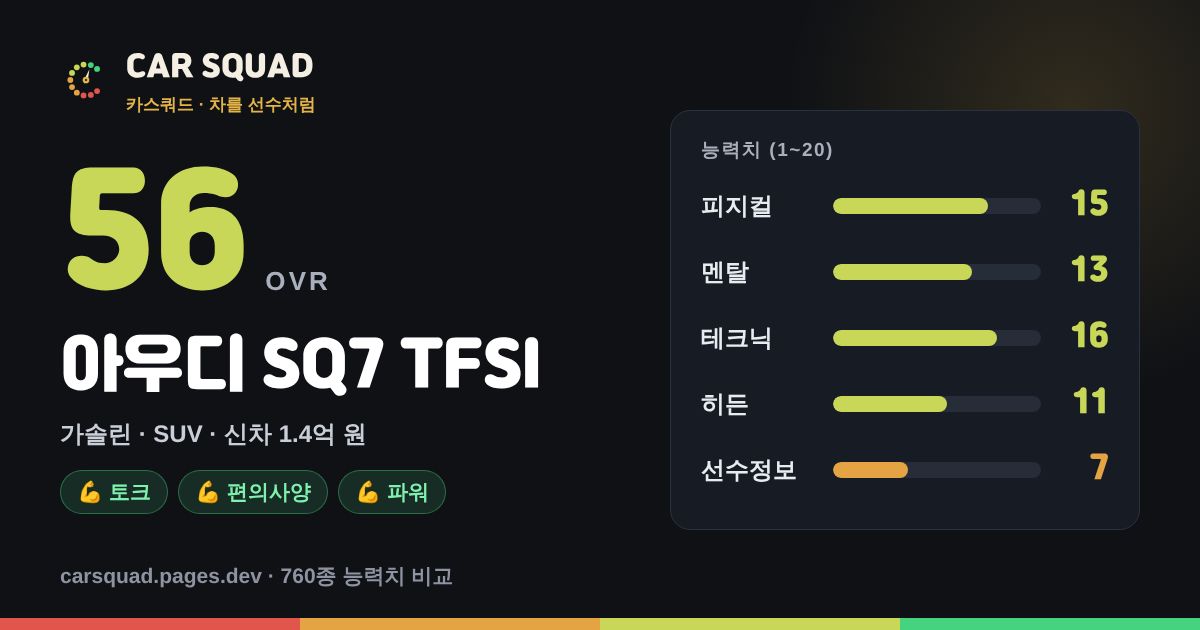 CAR SQUAD
카스쿼드 · 차를 선수처럼
56 OVR
아우디 SQ7 TFSI
가솔린 · SUV · 신차 1.4억 원
💪 토크 💪 편의사양 💪 파워
carsquad.pages.dev · 760종 능력치 비교
능력치 (1~20)
피지컬 15
멘탈 13
테크닉 16
히든 11
선수정보 7